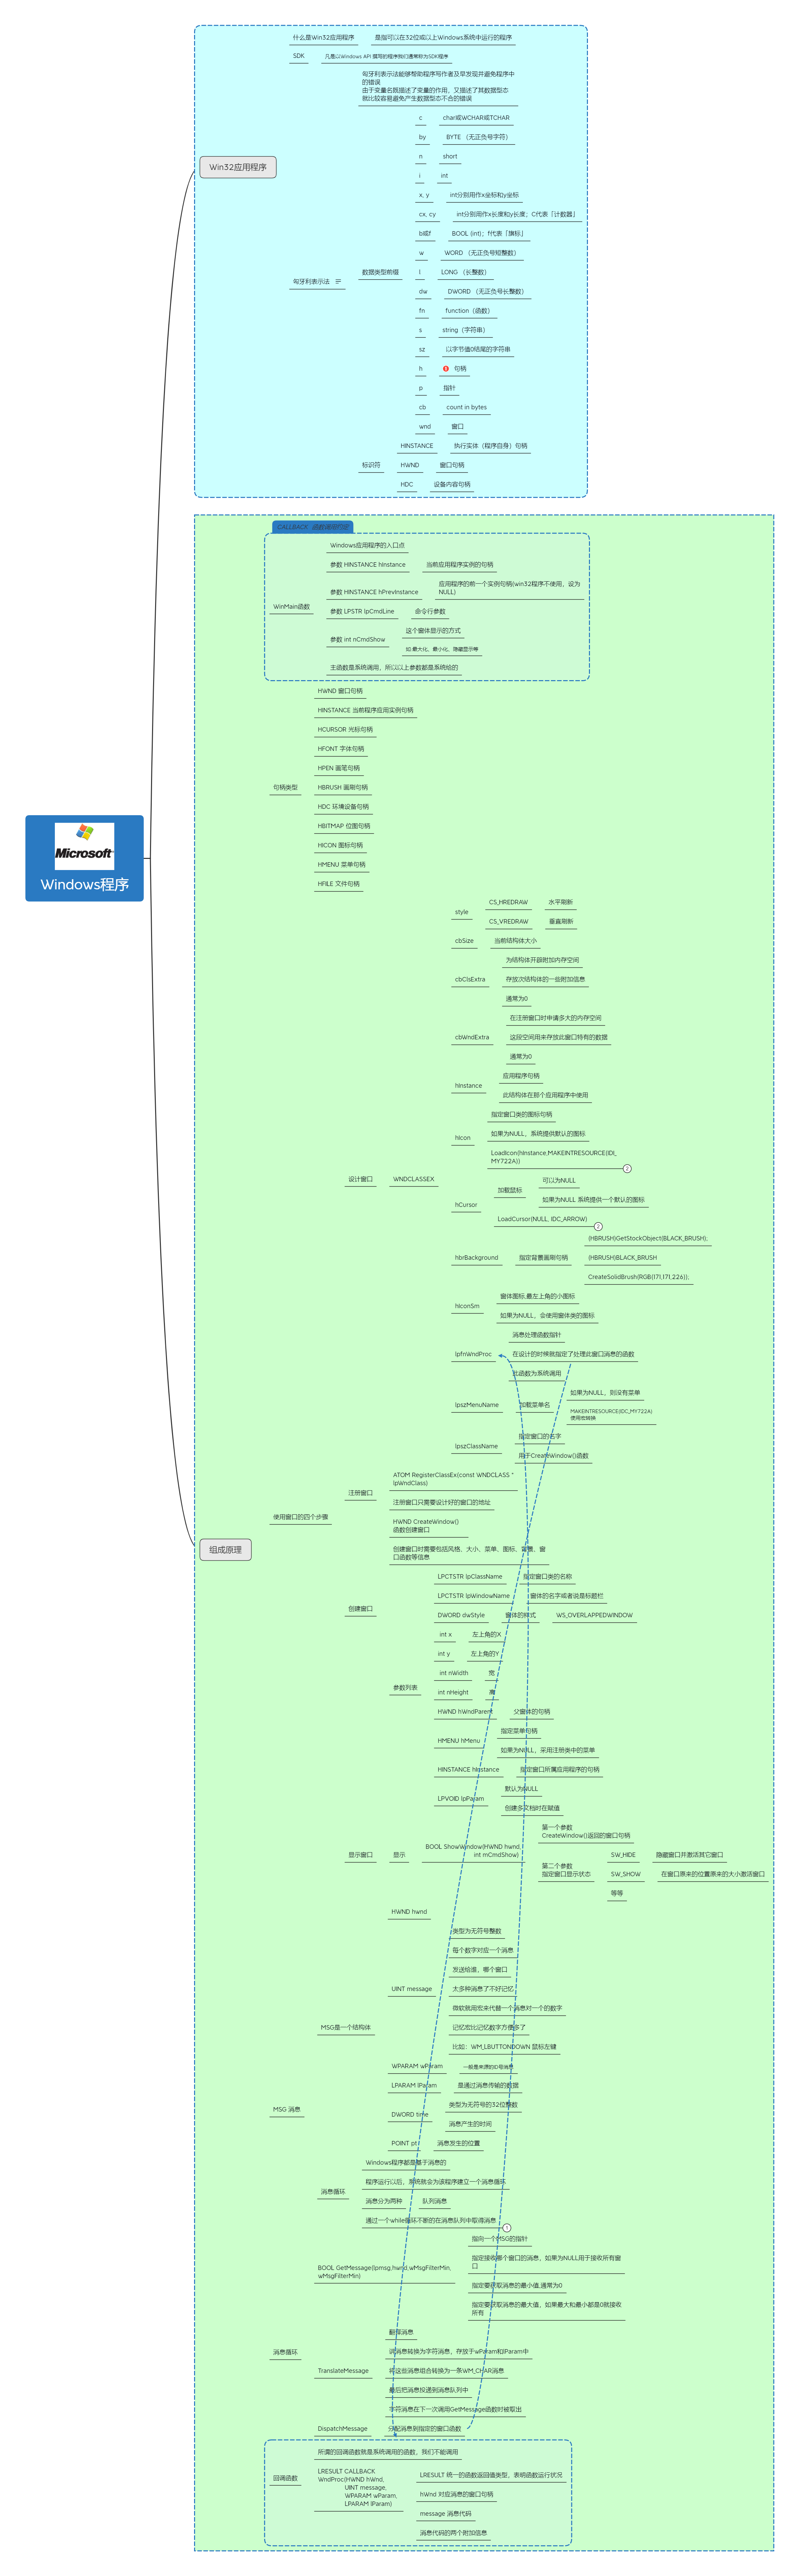 什么是Win32应用程序
是指可以在32位或以上Windows系统中运行的程序
SDK
凡是以Windows API 撰写的程序我们通常称为SDK程序
匈牙利表示法能够帮助程序写作者及早发现并避免程序中
的错误
由于变量名既描述了变量的作用，又描述了其数据型态
就比较容易避免产生数据型态不合的错误
Win32应用程序
c
char或WCHAR或TCHAR
by
BYTE （无正负号字符）
n
short
i
int
x, y
int分别用作x坐标和y坐标
cx, cy
int分别用作x长度和y长度；C代表「计数器」
b或f
BOOL (int)；f代表「旗标」
w
WORD （无正负号短整数）
匈牙利表示法
数据类型前缀
l
LONG （长整数）
dw
DWORD （无正负号长整数）
fn
function（函数）
s
string（字符串）
sz
以字节值0结尾的字符串
h
句柄
p
指针
cb
count in bytes
wnd
窗口
标识符
HINSTANCE
执行实体（程序自身）句柄
HWND
窗口句柄
HDC
设备内容句柄
Microsoft
Windows程序
组成原理
WinMain函数
Windows应用程序的入口点
参数 HINSTANCE hInstance
当前应用程序实例的句柄
参数 HINSTANCE hPrevInstance
应用程序的前一个实例句柄(win32程序不使用，设为
NULL)
参数 LPSTR lpCmdLine
命令行参数
参数 int nCmdShow
这个窗体显示的方式
如:最大化、最小化、隐藏显示等
主函数是系统调用，所以以上参数都是系统给的
句柄类型
HWND 窗口句柄
HINSTANCE 当前程序应用实例句柄
HCURSOR 光标句柄
HFONT 字体句柄
HPEN 画笔句柄
HBRUSH 画刷句柄
HDC 环境设备句柄
HBITMAP 位图句柄
HICON 图标句柄
HMENU 菜单句柄
HFILE 文件句柄
使用窗口的四个步骤
设计窗口
WNDCLASSEX
style
CS_HREDRAW
水平刷新
CS_VREDRAW
垂直刷新
cbSize
当前结构体大小
cbClsExtra
为结构体开辟附加内存空间
存放次结构体的一些附加信息
通常为0
cbWndExtra
在注册窗口时申请多大的内存空间
这段空间用来存放此窗口特有的数据
通常为0
hInstance
应用程序句柄
此结构体在那个应用程序中使用
hIcon
指定窗口类的图标句柄
如果为NULL，系统提供默认的图标
LoadIcon(hInstance,MAKEINTRESOURCE(IDI_
MY722A))
2
hCursor
加载鼠标
可以为NULL
如果为NULL 系统提供一个默认的图标
LoadCursor(NULL, IDC_ARROW)
2
hbrBackground
指定背景画刷句柄
(HBRUSH)GetStockObject(BLACK_BRUSH);
(HBRUSH)BLACK_BRUSH
CreateSolidBrush(RGB(171,171,226));
hIconSm
窗体图标,最左上角的小图标
如果为NULL，会使用窗体类的图标
lpfnWndProc
消息处理函数指针
在设计的时候就指定了处理此窗口消息的函数
此函数为系统调用
lpszMenuName
加载菜单名
如果为NULL，则没有菜单
MAKEINTRESOURCE(IDC_MY722A)
使用宏转换
lpszClassName
指定窗口的名字
用于CreateWindow()函数
注册窗口
ATOM RegisterClassEx(const WNDCLASS *
lpWndClass)
注册窗口只需要设计好的窗口的地址
创建窗口
HWND CreateWindow()
函数创建窗口
创建窗口时需要包括风格、大小、菜单、图标、背景、窗
口函数等信息
参数列表
LPCTSTR lpClassName
指定窗口类的名称
LPCTSTR lpWindowName
窗体的名字或者说是标题栏
DWORD dwStyle
窗体的样式
WS_OVERLAPPEDWINDOW
int x
左上角的X
int y
左上角的Y
int nWidth
宽
int nHeight
高
HWND hWndParent
父窗体的句柄
HMENU hMenu
指定菜单句柄
如果为NULL，采用注册类中的菜单
HINSTANCE hInstance
指定窗口所属应用程序的句柄
LPVOID lpParam
默认为NULL
创建多文档时在赋值
显示窗口
显示
BOOL ShowWindow(HWND hwnd,
int mCmdShow)
第一个参数
CreateWindow()返回的窗口句柄
第二个参数
指定窗口显示状态
SW_HIDE
隐藏窗口并激活其它窗口
SW_SHOW
在窗口原来的位置原来的大小激活窗口
等等
MSG 消息
MSG是一个结构体
HWND hwnd
UINT message
类型为无符号整数
每个数字对应一个消息
发送给谁，哪个窗口
太多种消息了不好记忆
微软就用宏来代替一个消息对一个的数字
记忆宏比记忆数字方便多了
比如：WM_LBUTTONDOWN 鼠标左键
WPARAM wParam
一般是来源的ID号消息
LPARAM lParam
是通过消息传输的数据
DWORD time
类型为无符号的32位整数
消息产生的时间
POINT pt
消息发生的位置
消息循环
Windows程序都是基于消息的
程序运行以后，系统就会为该程序建立一个消息循环
消息分为两种
队列消息
通过一个while循环不断的在消息队列中取得消息
1
消息循环
BOOL GetMessage(lpmsg,hwnd,wMsgFilterMin,
wMsgFilterMin)
指向一个MSG的指针
指定接收哪个窗口的消息，如果为NULL用于接收所有窗
口
指定要获取消息的最小值,通常为0
指定要获取消息的最大值，如果最大和最小都是0就接收
所有
TranslateMessage
翻译消息
词消息转换为字符消息，存放于wParam和lParam中
将这些消息组合转换为一条WM_CHAR消息
最后把消息投递到消息队列中
字符消息在下一次调用GetMessage函数时被取出
DispatchMessage
分配消息到指定的窗口函数
回调函数
所谓的回调函数就是系统调用的函数，我们不能调用
LRESULT CALLBACK
WndProc(HWND hWnd,
UINT message,
WPARAM wParam,
LPARAM lParam)
LRESULT 统一的函数返回值类型，表明函数运行状况
hWnd 对应消息的窗口句柄
message 消息代码
消息代码的两个附加信息